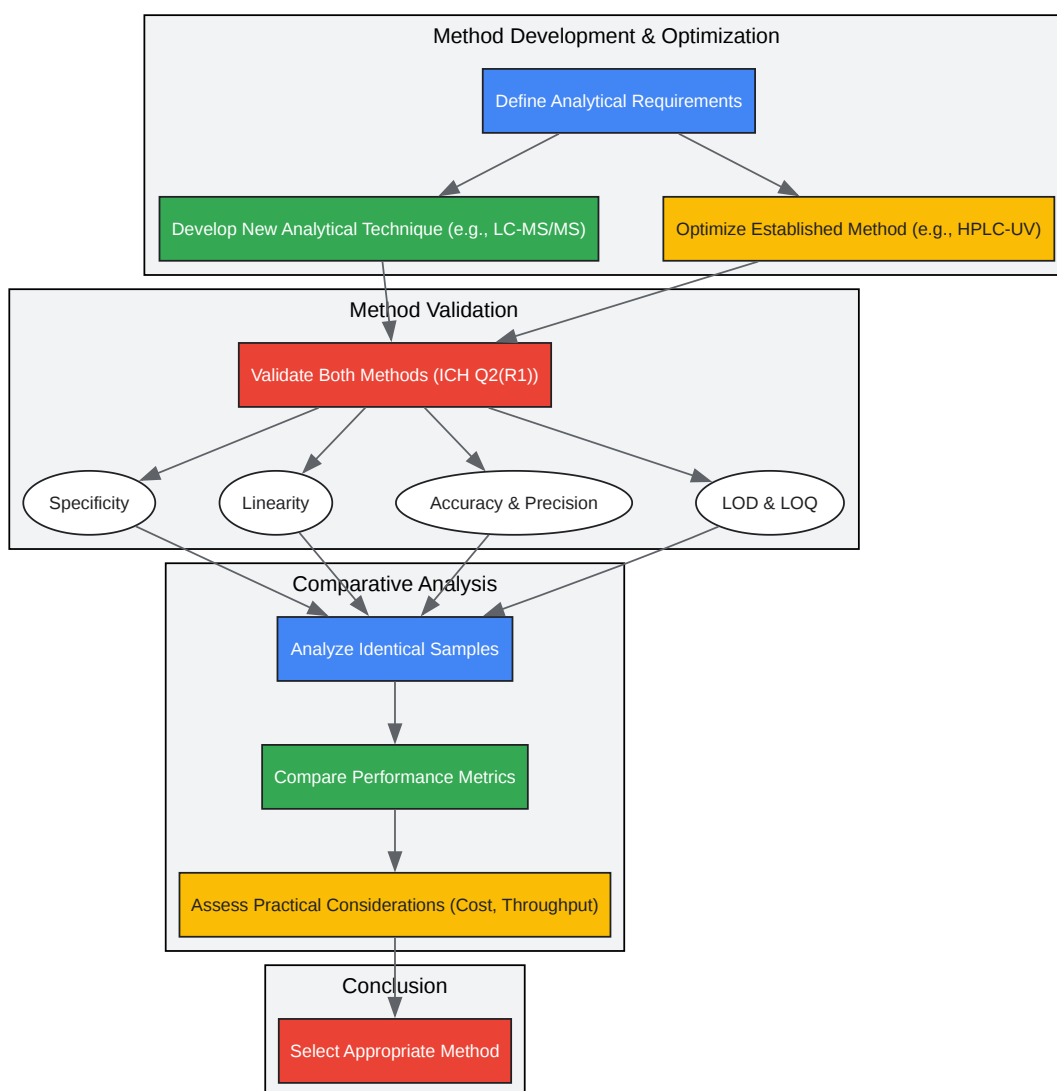 Method Development & Optimization
Define Analytical Requirements
Develop New Analytical Technique (e.g., LC-MS/MS)
Optimize Established Method (e.g., HPLC-UV)
Method Validation
Validate Both Methods (ICH Q2(R1))
Specificity
Linearity
Accuracy & Precision
LOD & LOQ
Comparative Analysis
Analyze Identical Samples
Compare Performance Metrics
Assess Practical Considerations (Cost, Throughput)
Conclusion
Select Appropriate Method